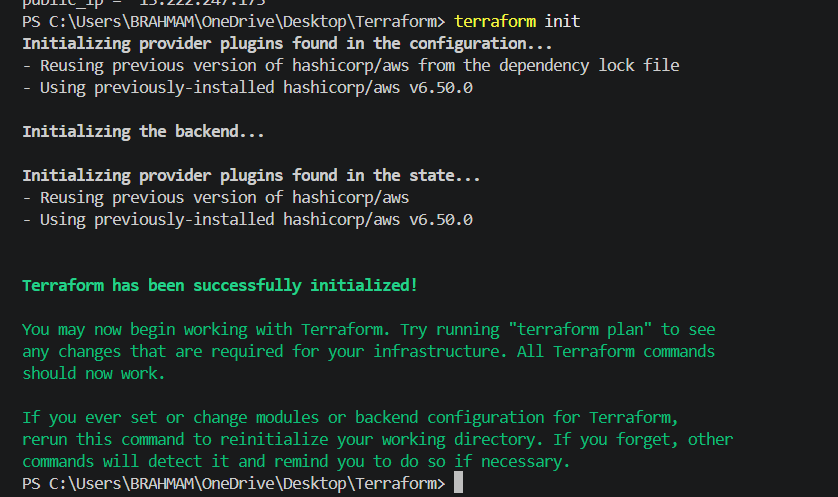 public_ip = "13.222.247.173"
PS C:\Users\BRAHMAM\OneDrive\Desktop\Terraform> terraform init
Initializing provider plugins found in the configuration...
- Reusing previous version of hashicorp/aws from the dependency lock file
- Using previously-installed hashicorp/aws v6.50.0
Initializing the backend...
Initializing provider plugins found in the state...
- Reusing previous version of hashicorp/aws
- Using previously-installed hashicorp/aws v6.50.0
Terraform has been successfully initialized!
You may now begin working with Terraform. Try running "terraform plan" to see
any changes that are required for your infrastructure. All Terraform commands
should now work.
If you ever set or change modules or backend configuration for Terraform,
rerun this command to reinitialize your working directory. If you forget, other
commands will detect it and remind you to do so if necessary.
PS C:\Users\BRAHMAM\OneDrive\Desktop\Terraform>